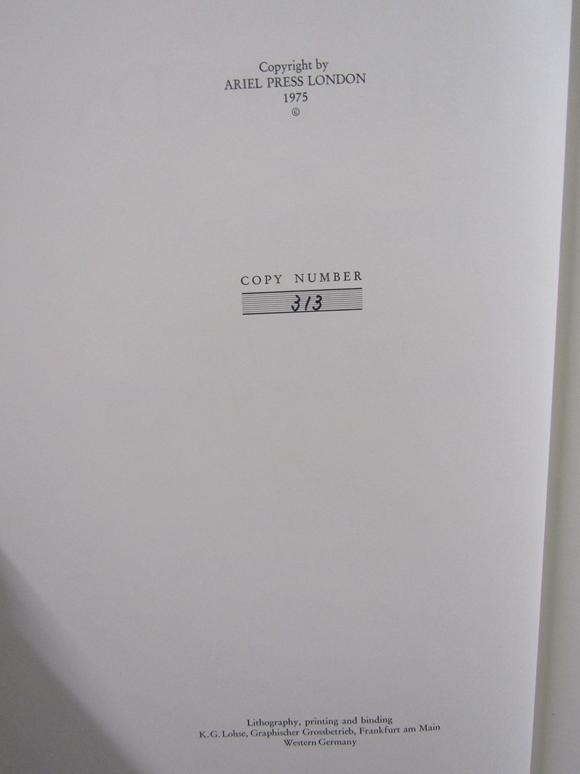 Copyright by
ARIEL PRESS LONDON
1975
©
COPY NUMBER
313
Lithography, printing and binding
K. G. Lohse, Graphischer Grossbetrieb, Frankfurt am Main
Western Germany